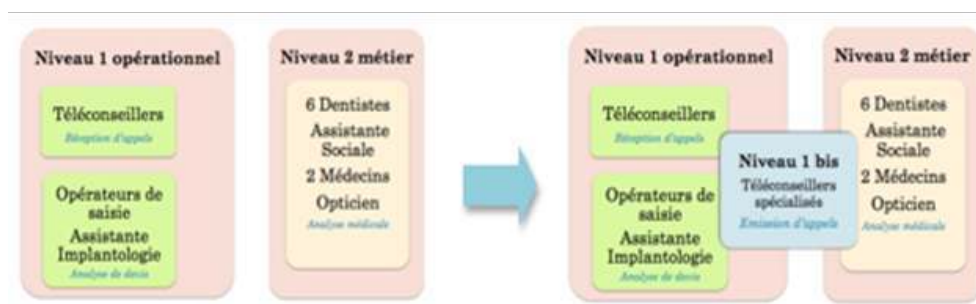 Niveau 1 opérationnel
Téléconseillers
Réception d'appels
Opérateurs de
saisie
Assistante
Implantologie
Analyse de devis
Niveau 2 métier
6 Dentistes
Assistante
Sociale
2 Médecins
Opticien
Analyse médicale
Niveau 1 opérationnel
Téléconseillers
Réception d'appels
Opérateurs de
saisie
Assistante
Implantologie
Analyse de devis
Niveau 1 bis
Téléconseillers
spécialisés
Emission d'appels
Niveau 2 métier
6 Dentistes
Assistante
Sociale
2 Médecins
Opticien
Analyse médicale